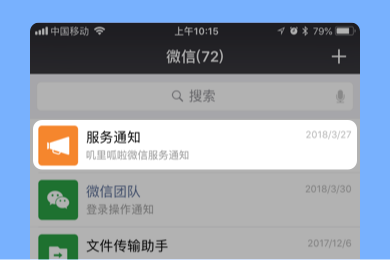 中国移动 上午10:15 79%
微信(72)
搜索
服务通知 2018/3/27
叽里呱啦微信服务通知
微信团队 2018/3/30
登录操作通知
文件传输助手 2017/12/6